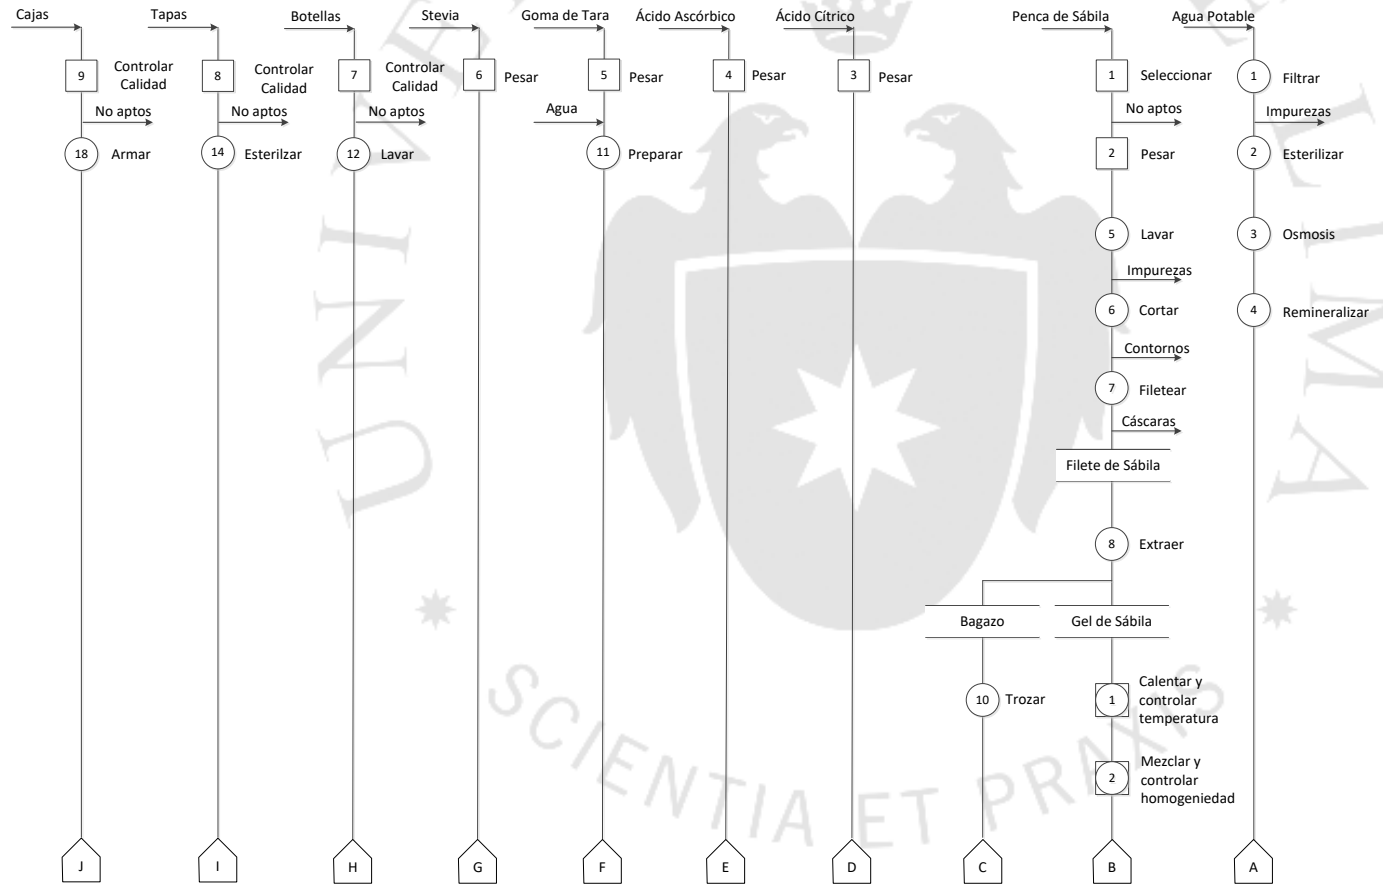 Cajas
Tapas
Botellas
Stevia
Goma de Tara
Ácido Ascórbico
Ácido Cítrico
Penca de Sábila
Agua Potable
9
Controlar
Calidad
8
Controlar
Calidad
7
Controlar
Calidad
6
Pesar
5
Pesar
4
Pesar
3
Pesar
1
Seleccionar
1
Filtrar
No aptos
No aptos
No aptos
Agua
No aptos
Impurezas
18
Armar
14
Esterilzar
12
Lavar
11
Preparar
2
Pesar
2
Esterilizar
5
Lavar
3
Osmosis
Impurezas
6
Cortar
4
Remineralizar
Contornos
7
Filetear
Cáscaras
Filete de Sábila
8
Extraer
Bagazo
Gel de Sábila
10
Trozar
1
Calentar y
controlar
temperatura
2
Mezclar y
controlar
homogeniedad
J
I
H
G
F
E
D
C
B
A
SCIENTIA ET PRAXIS